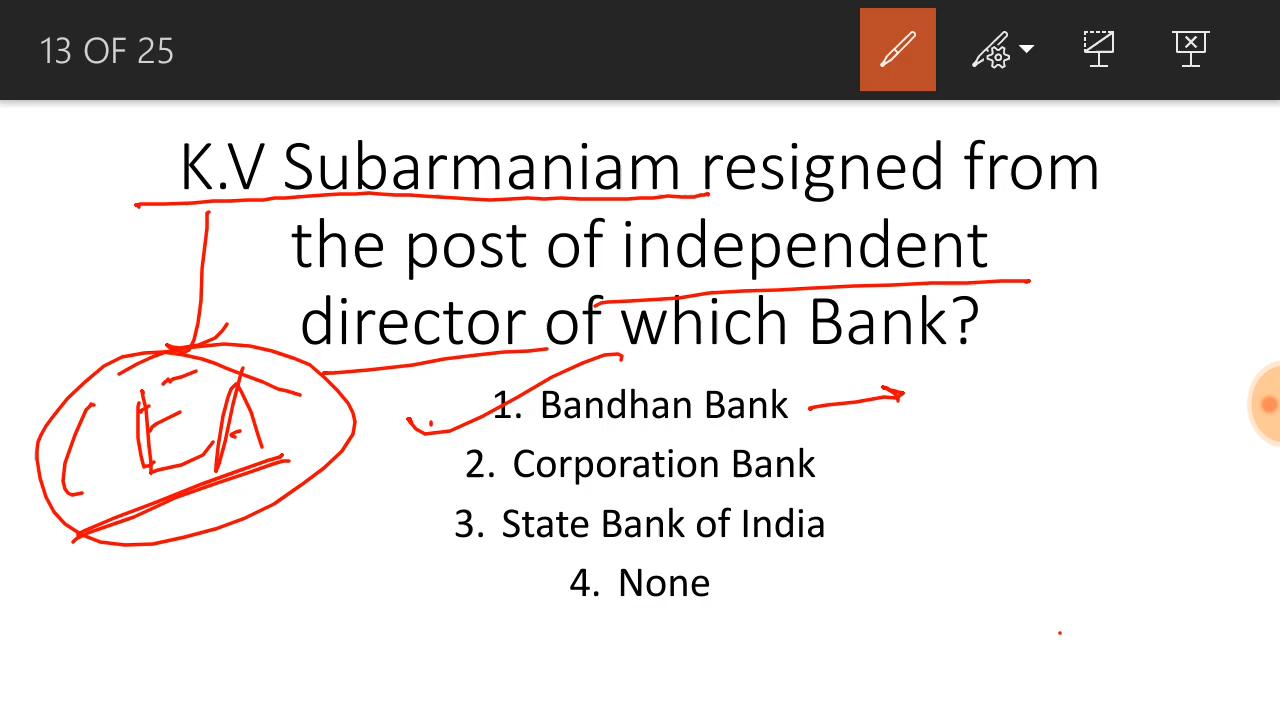 13 OF 25
K.V Subarmaniam resigned from
the post of independent
director of which Bank?
CEA
1. Bandhan Bank
2. Corporation Bank
3. State Bank of India
4. None